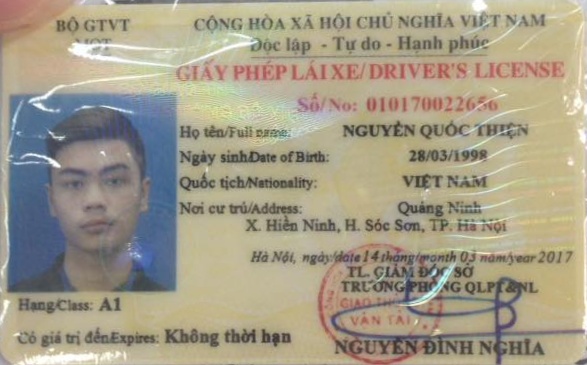 BỘ GTVT
CỘNG HÒA XÃ HỘI CHỦ NGHĨA VIỆT NAM
Độc lập - Tự do - Hạnh phúc
GIẤY PHÉP LÁI XE/ DRIVER'S LICENSE
Số/ No: 010170022656
Họ tên/Full name: NGUYỄN QUỐC THIỆN
Ngày sinh/Date of Birth: 28/03/1998
Quốc tịch/Nationality: VIỆT NAM
Nơi cư trú/Address: Quảng Ninh
X. Hiền Ninh, H. Sóc Sơn, TP. Hà Nội
Hà Nội, ngày/date 14 tháng/month 03 năm/year 2017
TL. GIÁM ĐỐC SỞ
TRƯỞNG PHÒNG QLPT&NL
GIAO THÔNG
VẬN TẢI
Hạng/Class: A1
Có giá trị đến/Expires: Không thời hạn
NGUYỄN ĐÌNH NGHĨA